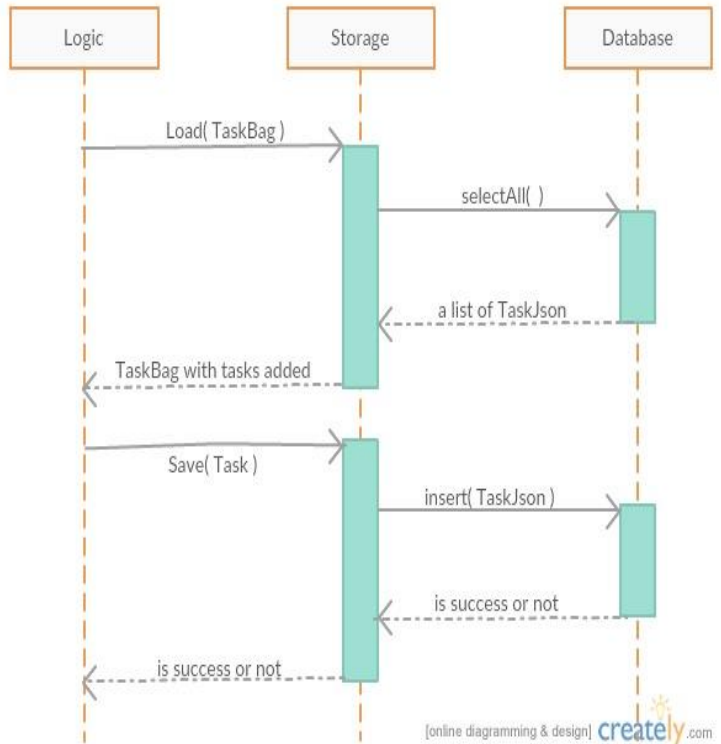 Logic
Storage
Database
Load( TaskBag )
selectAll(  )
a list of TaskJson
TaskBag with tasks added
Save( Task )
insert( TaskJson )
is success or not
is success or not
[online diagramming & design] creately.com